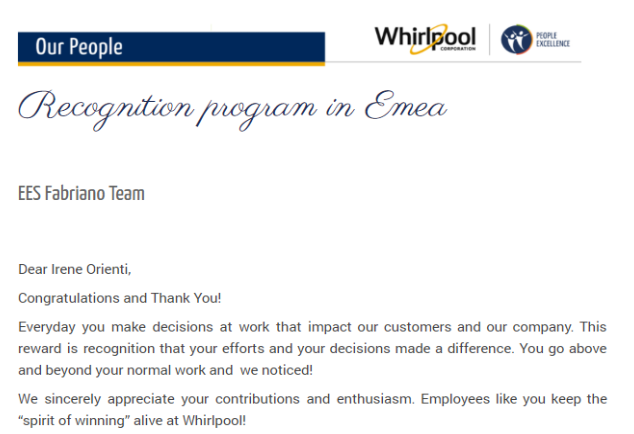 Our People
Whirlpool
CORPORATION
PEOPLE
EXCELLENCE
Recognition program in Emea
EES Fabriano Team
Dear Irene Orienti,
Congratulations and Thank You!
Everyday you make decisions at work that impact our customers and our company. This
reward is recognition that your efforts and your decisions made a difference. You go above
and beyond your normal work and we noticed!
We sincerely appreciate your contributions and enthusiasm. Employees like you keep the
“spirit of winning” alive at Whirlpool!